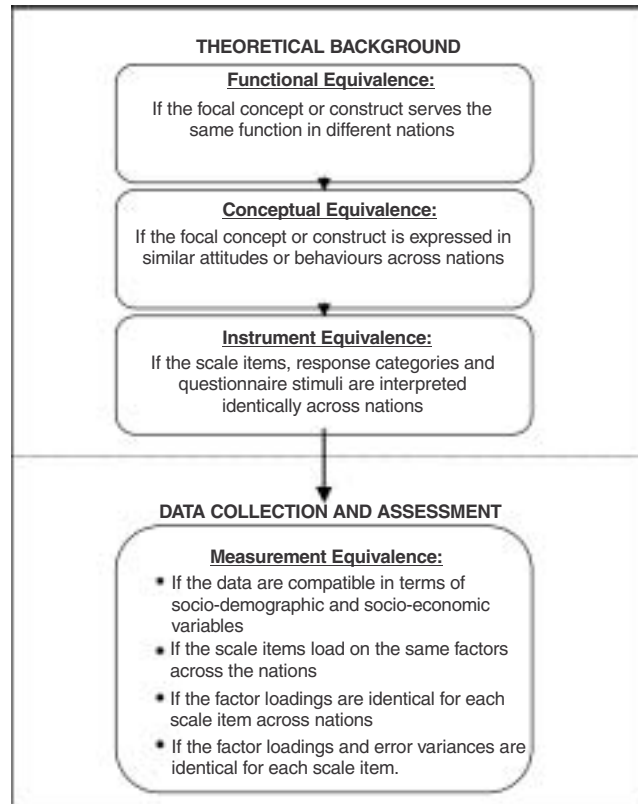 THEORETICAL BACKGROUND
Functional Equivalence:
If the focal concept or construct serves the
same function in different nations
Conceptual Equivalence:
If the focal concept or construct is expressed in
similar attitudes or behaviours across nations
Instrument Equivalence:
If the scale items, response categories and
questionnaire stimuli are interpreted
identically across nations
DATA COLLECTION AND ASSESSMENT
Measurement Equivalence:
• If the data are compatible in terms of
socio-demographic and socio-economic
variables
• If the scale items load on the same factors
across the nations
• If the factor loadings are identical for each
scale item across nations
• If the factor loadings and error variances are
identical for each scale item.